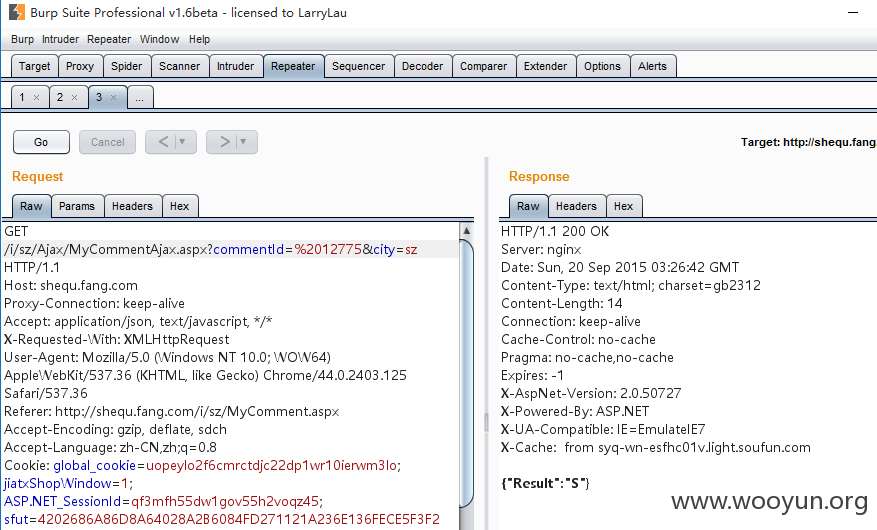 Burp Suite Professional v1.6beta - licensed to LarryLau
Burp Intruder Repeater Window Help
Target Proxy Spider Scanner Intruder Repeater Sequencer Decoder Comparer Extender Options Alerts
1 × 2 × 3 × ...
Go Cancel < > Target: http://shequ.fang.
Request
Raw Params Headers Hex
GET
/i/sz/Ajax/MyCommentAjax.aspx?commentId=%2012775&city=sz
HTTP/1.1
Host: shequ.fang.com
Proxy-Connection: keep-alive
Accept: application/json, text/javascript, */*
X-Requested-With: XMLHttpRequest
User-Agent: Mozilla/5.0 (Windows NT 10.0; WOW64)
AppleWebKit/537.36 (KHTML, like Gecko) Chrome/44.0.2403.125
Safari/537.36
Referer: http://shequ.fang.com/i/sz/MyComment.aspx
Accept-Encoding: gzip, deflate, sdch
Accept-Language: zh-CN,zh;q=0.8
Cookie: global_cookie=uopeylo2f6cmrctdjc22dp1wr10ierwm3lo;
jiatxShopWindow=1;
ASP.NET_SessionId=qf3mfh55dw1gov55h2voqz45;
sfut=4202686A86D8A64028A2B6084FD271121A236E136FECE5F3F2
Response
Raw Headers Hex
HTTP/1.1 200 OK
Server: nginx
Date: Sun, 20 Sep 2015 03:26:42 GMT
Content-Type: text/html; charset=gb2312
Content-Length: 14
Connection: keep-alive
Cache-Control: no-cache
Pragma: no-cache,no-cache
Expires: -1
X-AspNet-Version: 2.0.50727
X-Powered-By: ASP.NET
X-UA-Compatible: IE=EmulateIE7
X-Cache:  from syq-wn-esfhc01v.light.soufun.com
{"Result":"S"}
www.wooyun.org